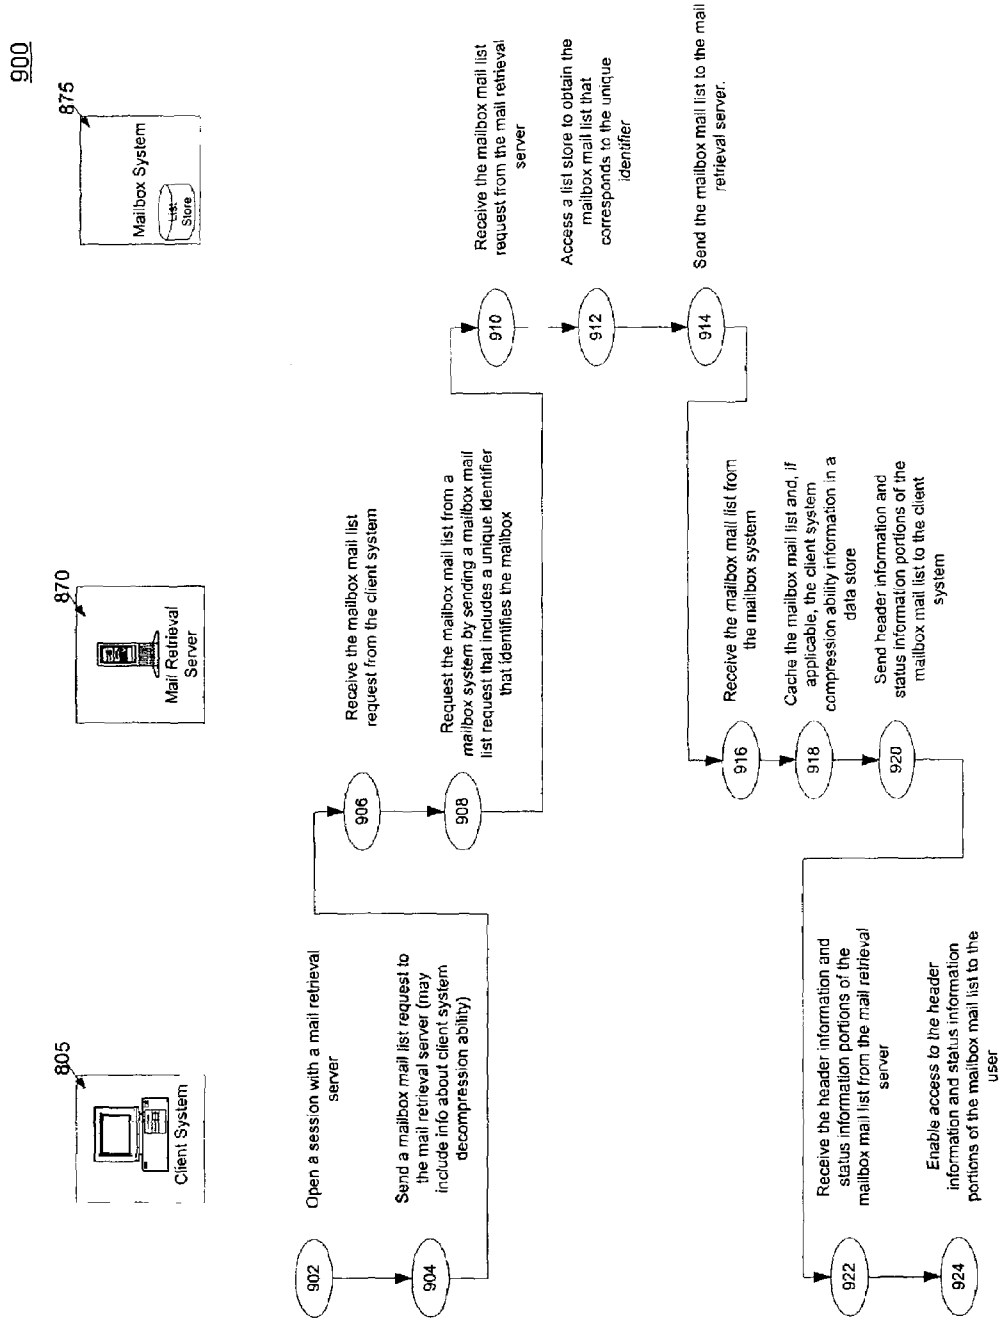 900
805
Client System
870
Mail Retrieval
Server
875
Mailbox System
List
Store
902
Open a session with a mail retrieval
server
904
Send a mailbox mail list request to
the mail retrieval server (may
include info about client system
decompression ability)
906
Receive the mailbox mail list
request from the client system
908
Request the mailbox mail list from a
mailbox system by sending a mailbox mail
list request that includes a unique identifier
that identifies the mailbox
910
Receive the mailbox mail list
request from the mail retrieval
server
912
Access a list store to obtain the
mailbox mail list that
corresponds to the unique
identifier
914
Send the mailbox mail list to the mail
retrieval server.
916
Receive the mailbox mail list from
the mailbox system
918
Cache the mailbox mail list and, if
applicable, the client system
compression ability information in a
data store
920
Send header information and
status information portions of the
mailbox mail list to the client
system
922
Receive the header information and
status information portions of the
mailbox mail list from the mail retrieval
server
924
Enable access to the header
information and status information
portions of the mailbox mail list to the
user